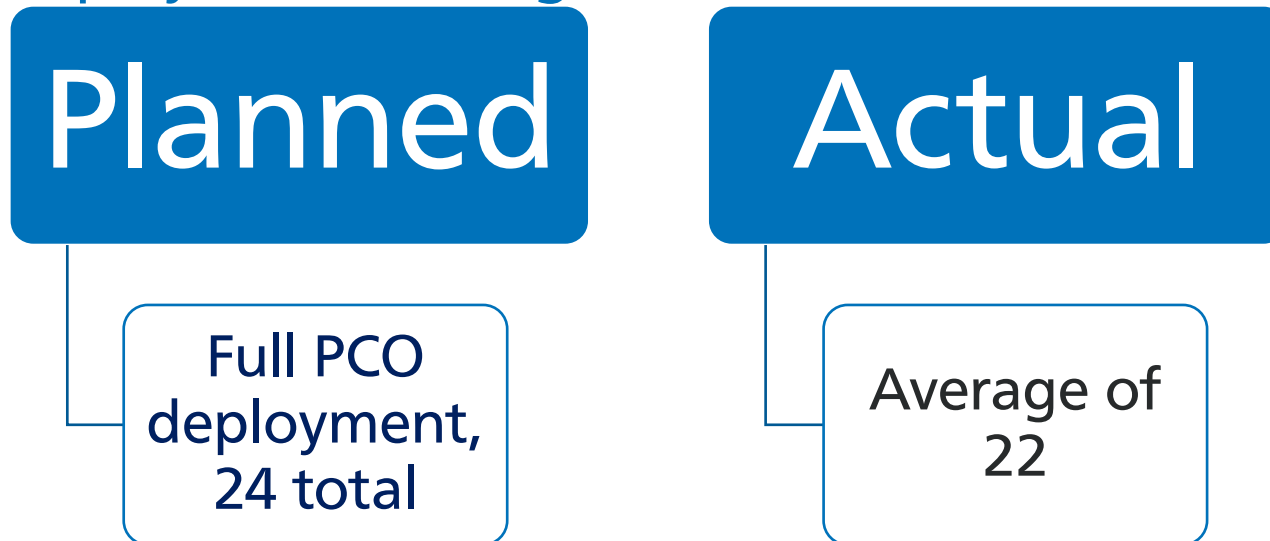 Planned
Actual
Full PCO
deployment,
24 total
Average of
22